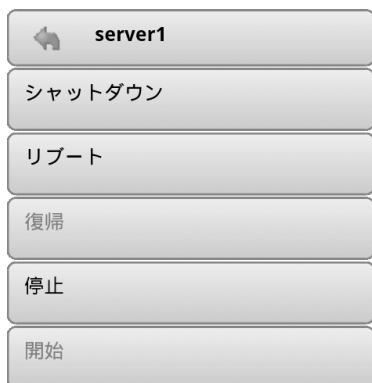 server1
シャットダウン
リブート
復帰
停止
開始